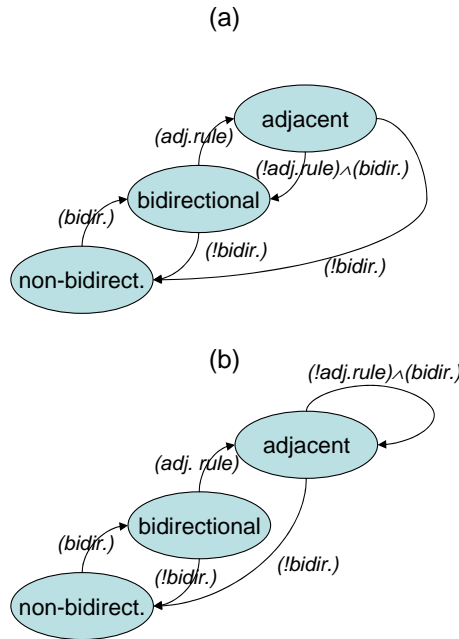 (a)
adjacent
(adj.rule)
(!adj.rule)∧(bidir.)
bidirectional
(bidir.)
(!bidir.)
(!bidir.)
non-bidirect.
(b)
(!adj.rule)∧(bidir.)
adjacent
(adj. rule)
bidirectional
(bidir.)
(!bidir.)
(!bidir.)
non-bidirect.